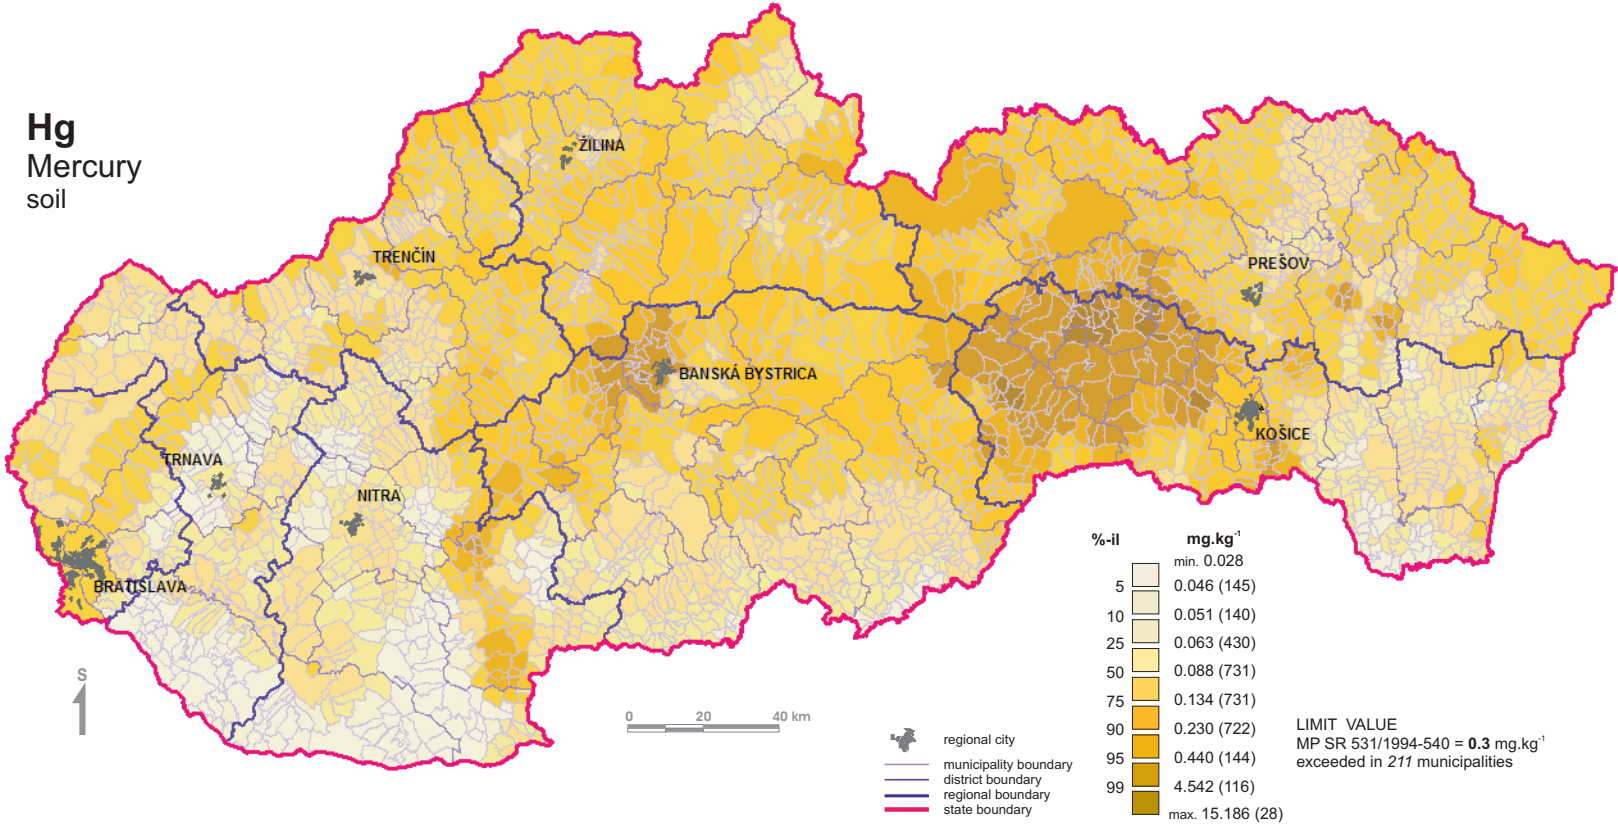 Hg
Mercury
soil
ŽILINA
TRENČÍN
PREŠOV
BANSKÁ BYSTRICA
KOŠICE
TRNAVA
NITRA
BRATISLAVA
S
0 20 40 km
regional city
municipality boundary
district boundary
regional boundary
state boundary
%-il mg.kg-1
min. 0.028
5 0.046 (145)
10 0.051 (140)
25 0.063 (430)
50 0.088 (731)
75 0.134 (731)
90 0.230 (722)
95 0.440 (144)
99 4.542 (116)
max. 15.186 (28)
LIMIT VALUE
MP SR 531/1994-540 = 0.3 mg.kg-1
exceeded in 211 municipalities